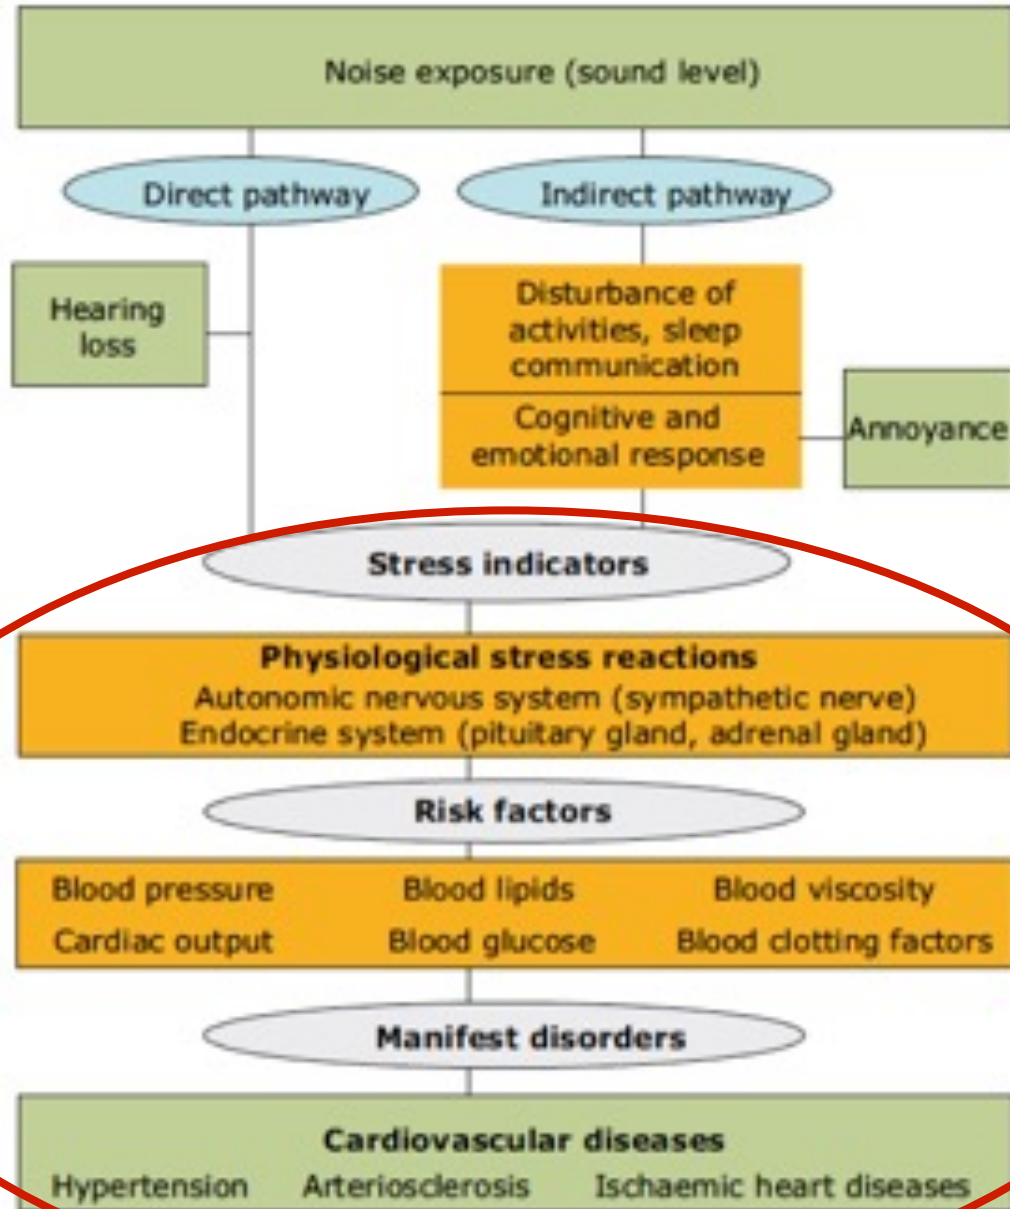 Noise exposure (sound level)
Direct pathway
Indirect pathway
Hearing
loss
Disturbance of
activities, sleep
communication
Cognitive and
emotional response
Annoyance
Stress indicators
Physiological stress reactions
Autonomic nervous system (sympathetic nerve)
Endocrine system (pituitary gland, adrenal gland)
Risk factors
Blood pressure Blood lipids Blood viscosity
Cardiac output Blood glucose Blood clotting factors
Manifest disorders
Cardiovascular diseases
Hypertension Arteriosclerosis Ischaemic heart diseases